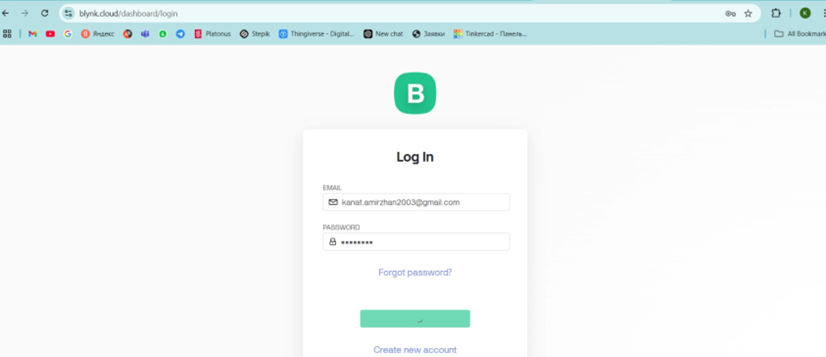 blynk.cloud/dashboard/login
K
Яндекс
Platonus
Stepik
Thingiverse - Digital...
New chat
Заявки
Tinkercad - Панель...
All Bookmark
B
Log In
EMAIL
kanat.amirzhan2003@gmail.com
PASSWORD
Forgot password?
Create new account